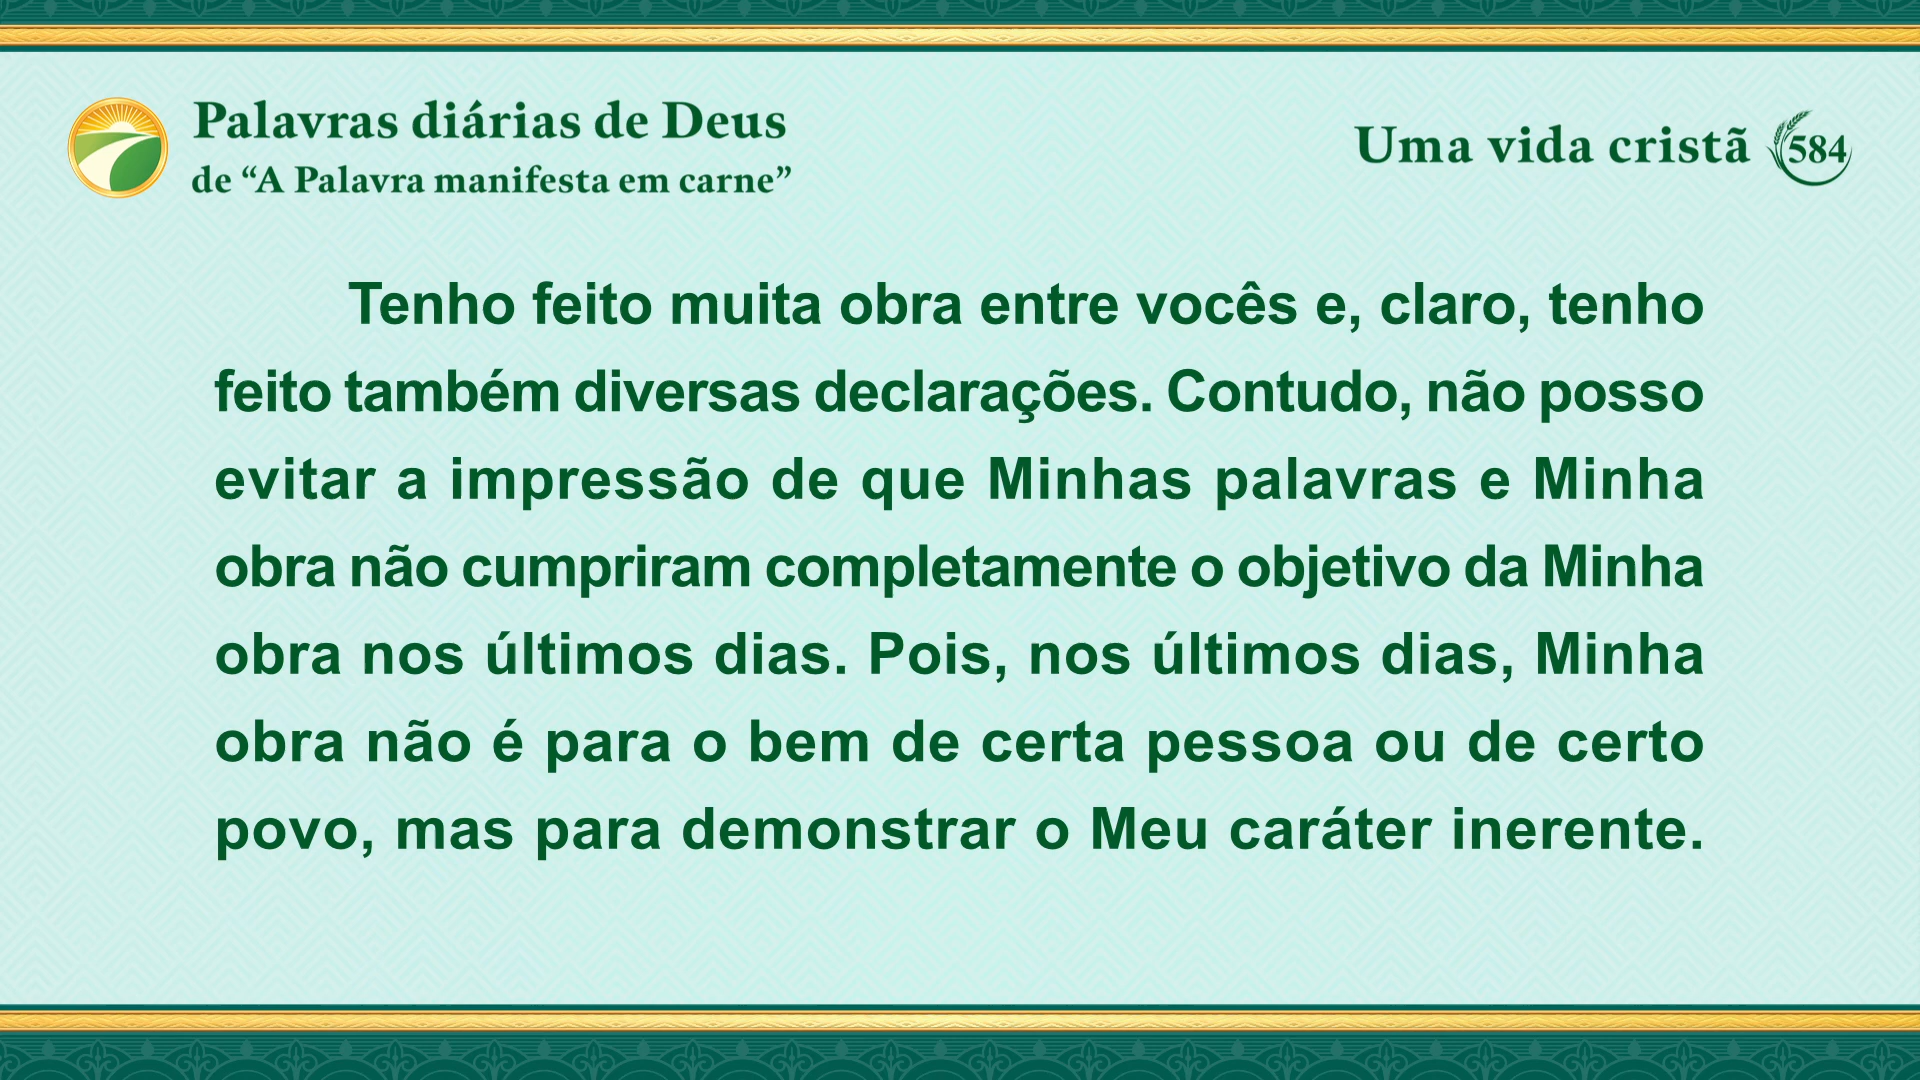 Palavras diárias de Deus
de “A Palavra manifesta em carne”
Uma vida cristã 584
Tenho feito muita obra entre vocês e, claro, tenho
feito também diversas declarações. Contudo, não posso
evitar a impressão de que Minhas palavras e Minha
obra não cumpriram completamente o objetivo da Minha
obra nos últimos dias. Pois, nos últimos dias, Minha
obra não é para o bem de certa pessoa ou de certo
povo, mas para demonstrar o Meu caráter inerente.